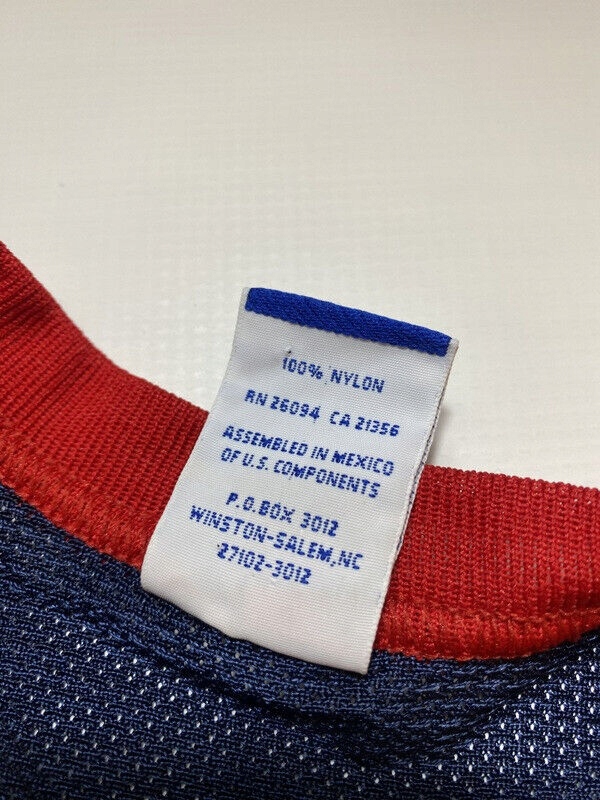 100% NYLON
RN 26094 CA 21356
ASSEMBLED IN MEXICO
OF U.S. COMPONENTS
P.O.BOX 3012
WINSTON-SALEM,NC
27102-3012